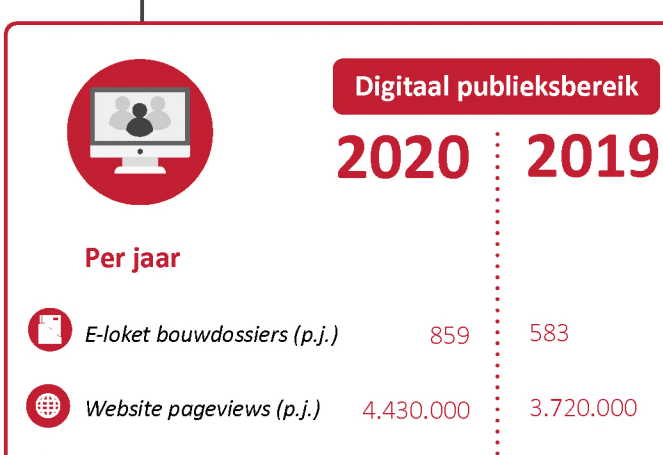 Digitaal publieksbereik
2020 2019
Per jaar
E-loket bouwdossiers (p.j.) 859 583
Website pageviews (p.j.) 4.430.000 3.720.000